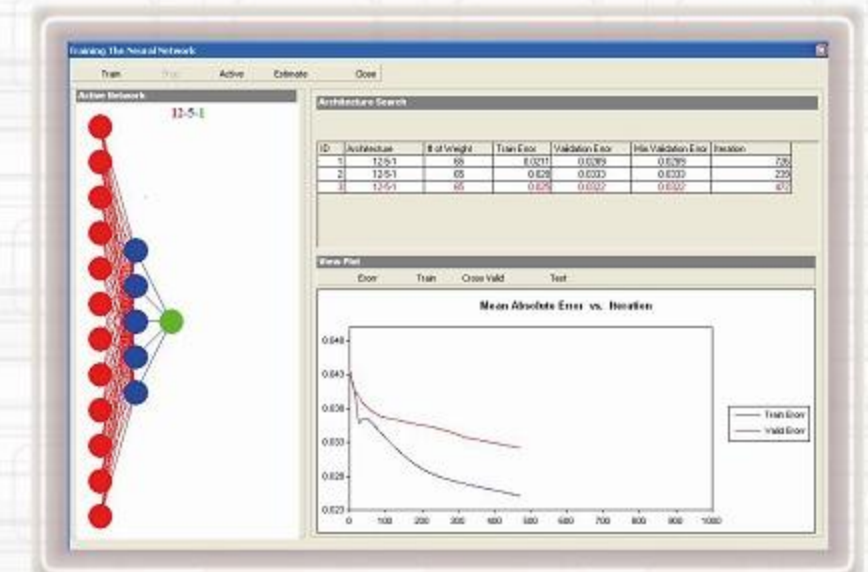 Training The Neural Network
Train Active Estimate Close
Active Network
12-5-1
Architecture Search
ID Architecture # of Weight Train Error Validation Error Min Validation Error Iteration
1 12-5-1 65 0.0211 0.0289 0.0289 726
2 12-5-1 65 0.028 0.0333 0.0333 239
3 12-5-1 65 0.025 0.0322 0.0322 472
View Plot
Erorr Train Cross Valid Test
Mean Absolute Error vs. Iteration
0.048
0.043
0.038
0.033
0.028
0.023
0 100 200 300 400 500 600 700 800 900 1000
Train Erorr
Valid Erorr